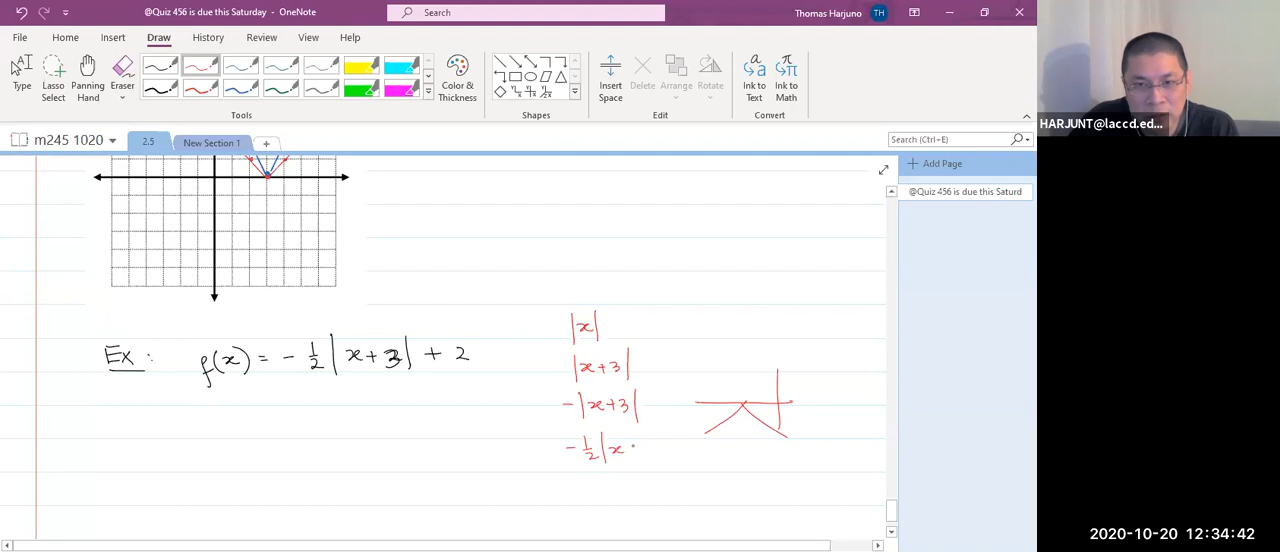 @Quiz 456 is due this Saturday - OneNote
Search
Thomas Harjuno TH
File Home Insert Draw History Review View Help
Type
Lasso Select
Panning Hand
Eraser
Color & Thickness
Insert Space
Delete
Arrange
Rotate
Ink to Text
Ink to Math
Tools
Shapes
Edit
Convert
HARJUNT@laccd.ed...
m245 1020 2.5 New Section 1
Search (Ctrl+E)
Add Page
@Quiz 456 is due this Saturd
Ex: f(x) = - 1/2 |x+3| + 2
|x|
|x+3|
-|x+3|
- 1/2 |x
2020-10-20 12:34:42